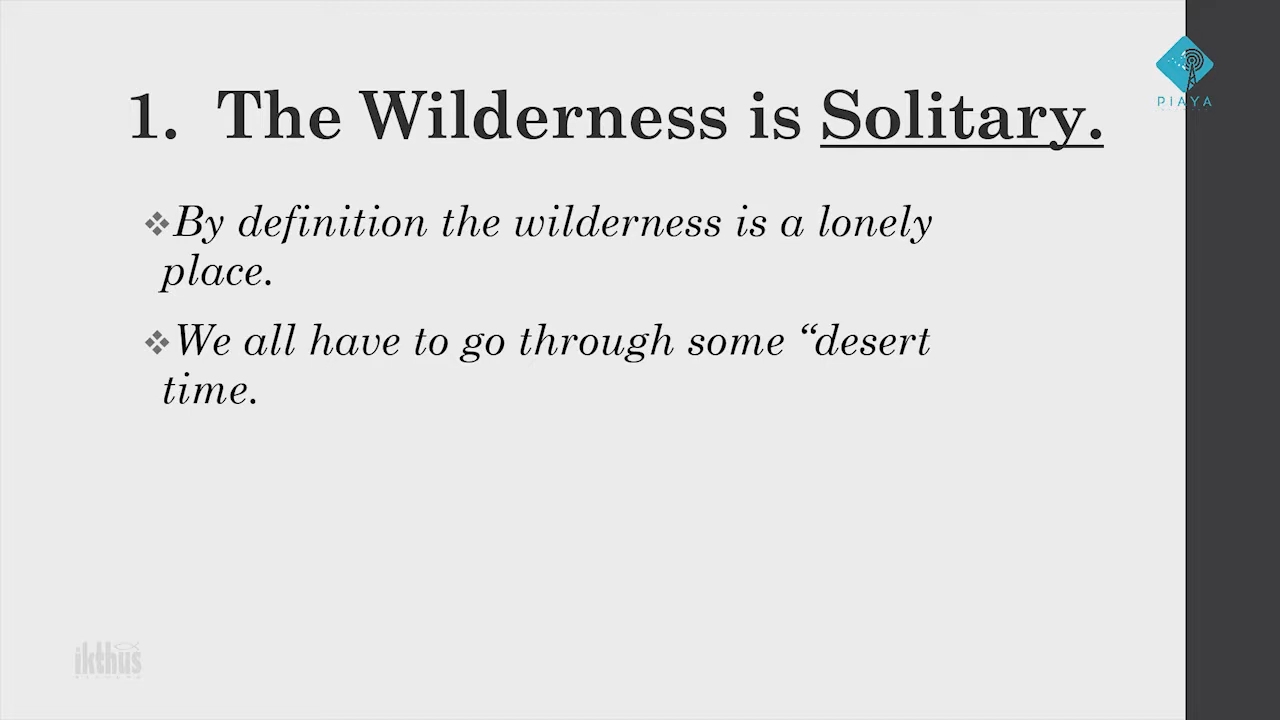 PIAYA
1. The Wilderness is Solitary.
❖By definition the wilderness is a lonely
place.
❖We all have to go through some “desert
time.
ikthus